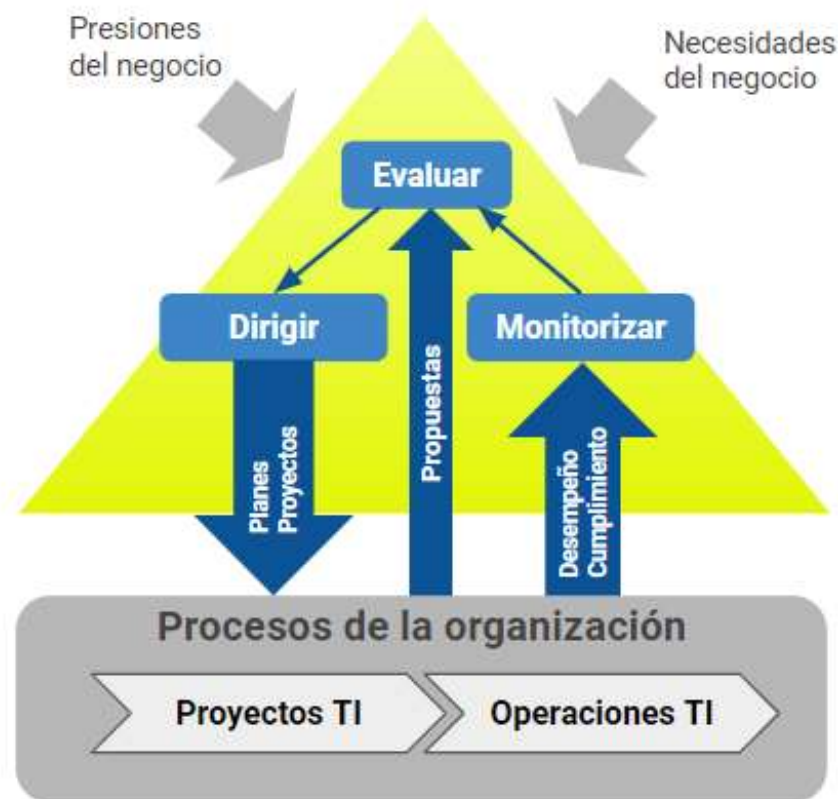 Presiones
del negocio
Necesidades
del negocio
Evaluar
Dirigir
Monitorizar
Planes
Proyectos
Propuestas
Desempeño
Cumplimiento
Procesos de la organización
Proyectos TI
Operaciones TI